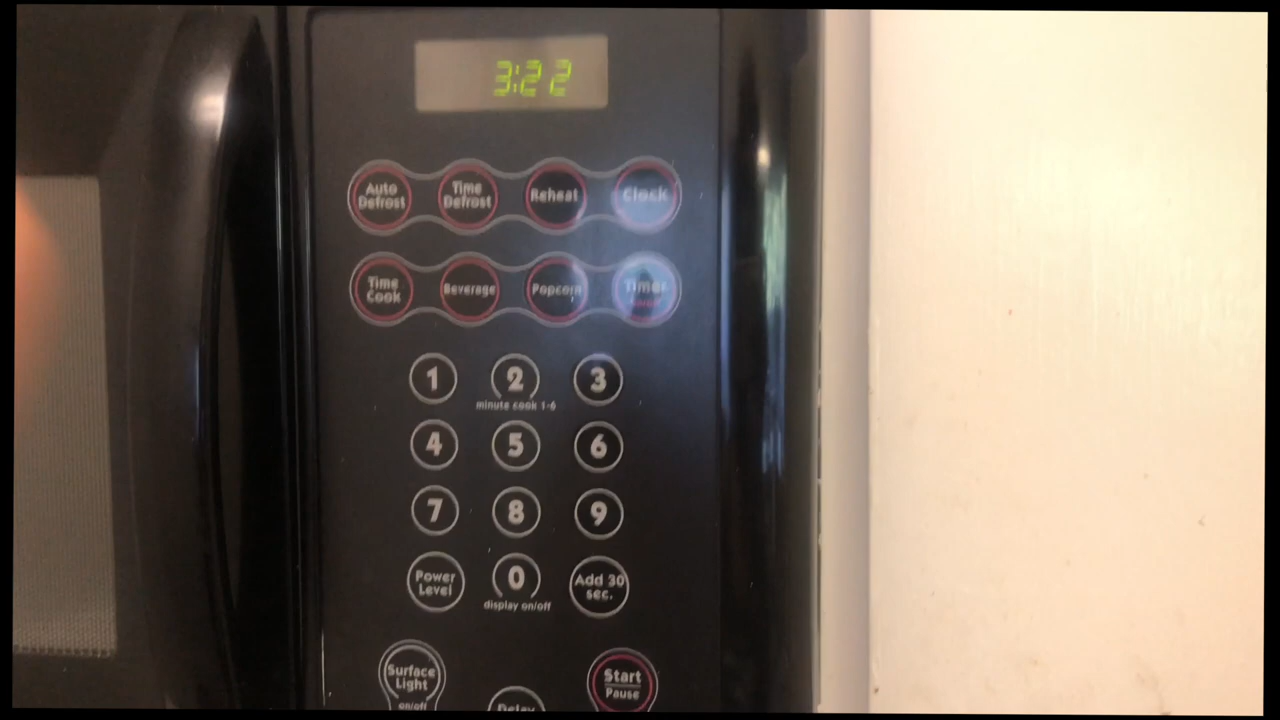 3:22
Auto Defrost
Time Defrost
Reheat
Clock
Time Cook
Beverage
Popcorn
Timer
1
2
3
minute cook 1-6
4
5
6
7
8
9
Power Level
0
Add 30 sec.
display on/off
Surface Light
on/off
Start
Pause
Delay